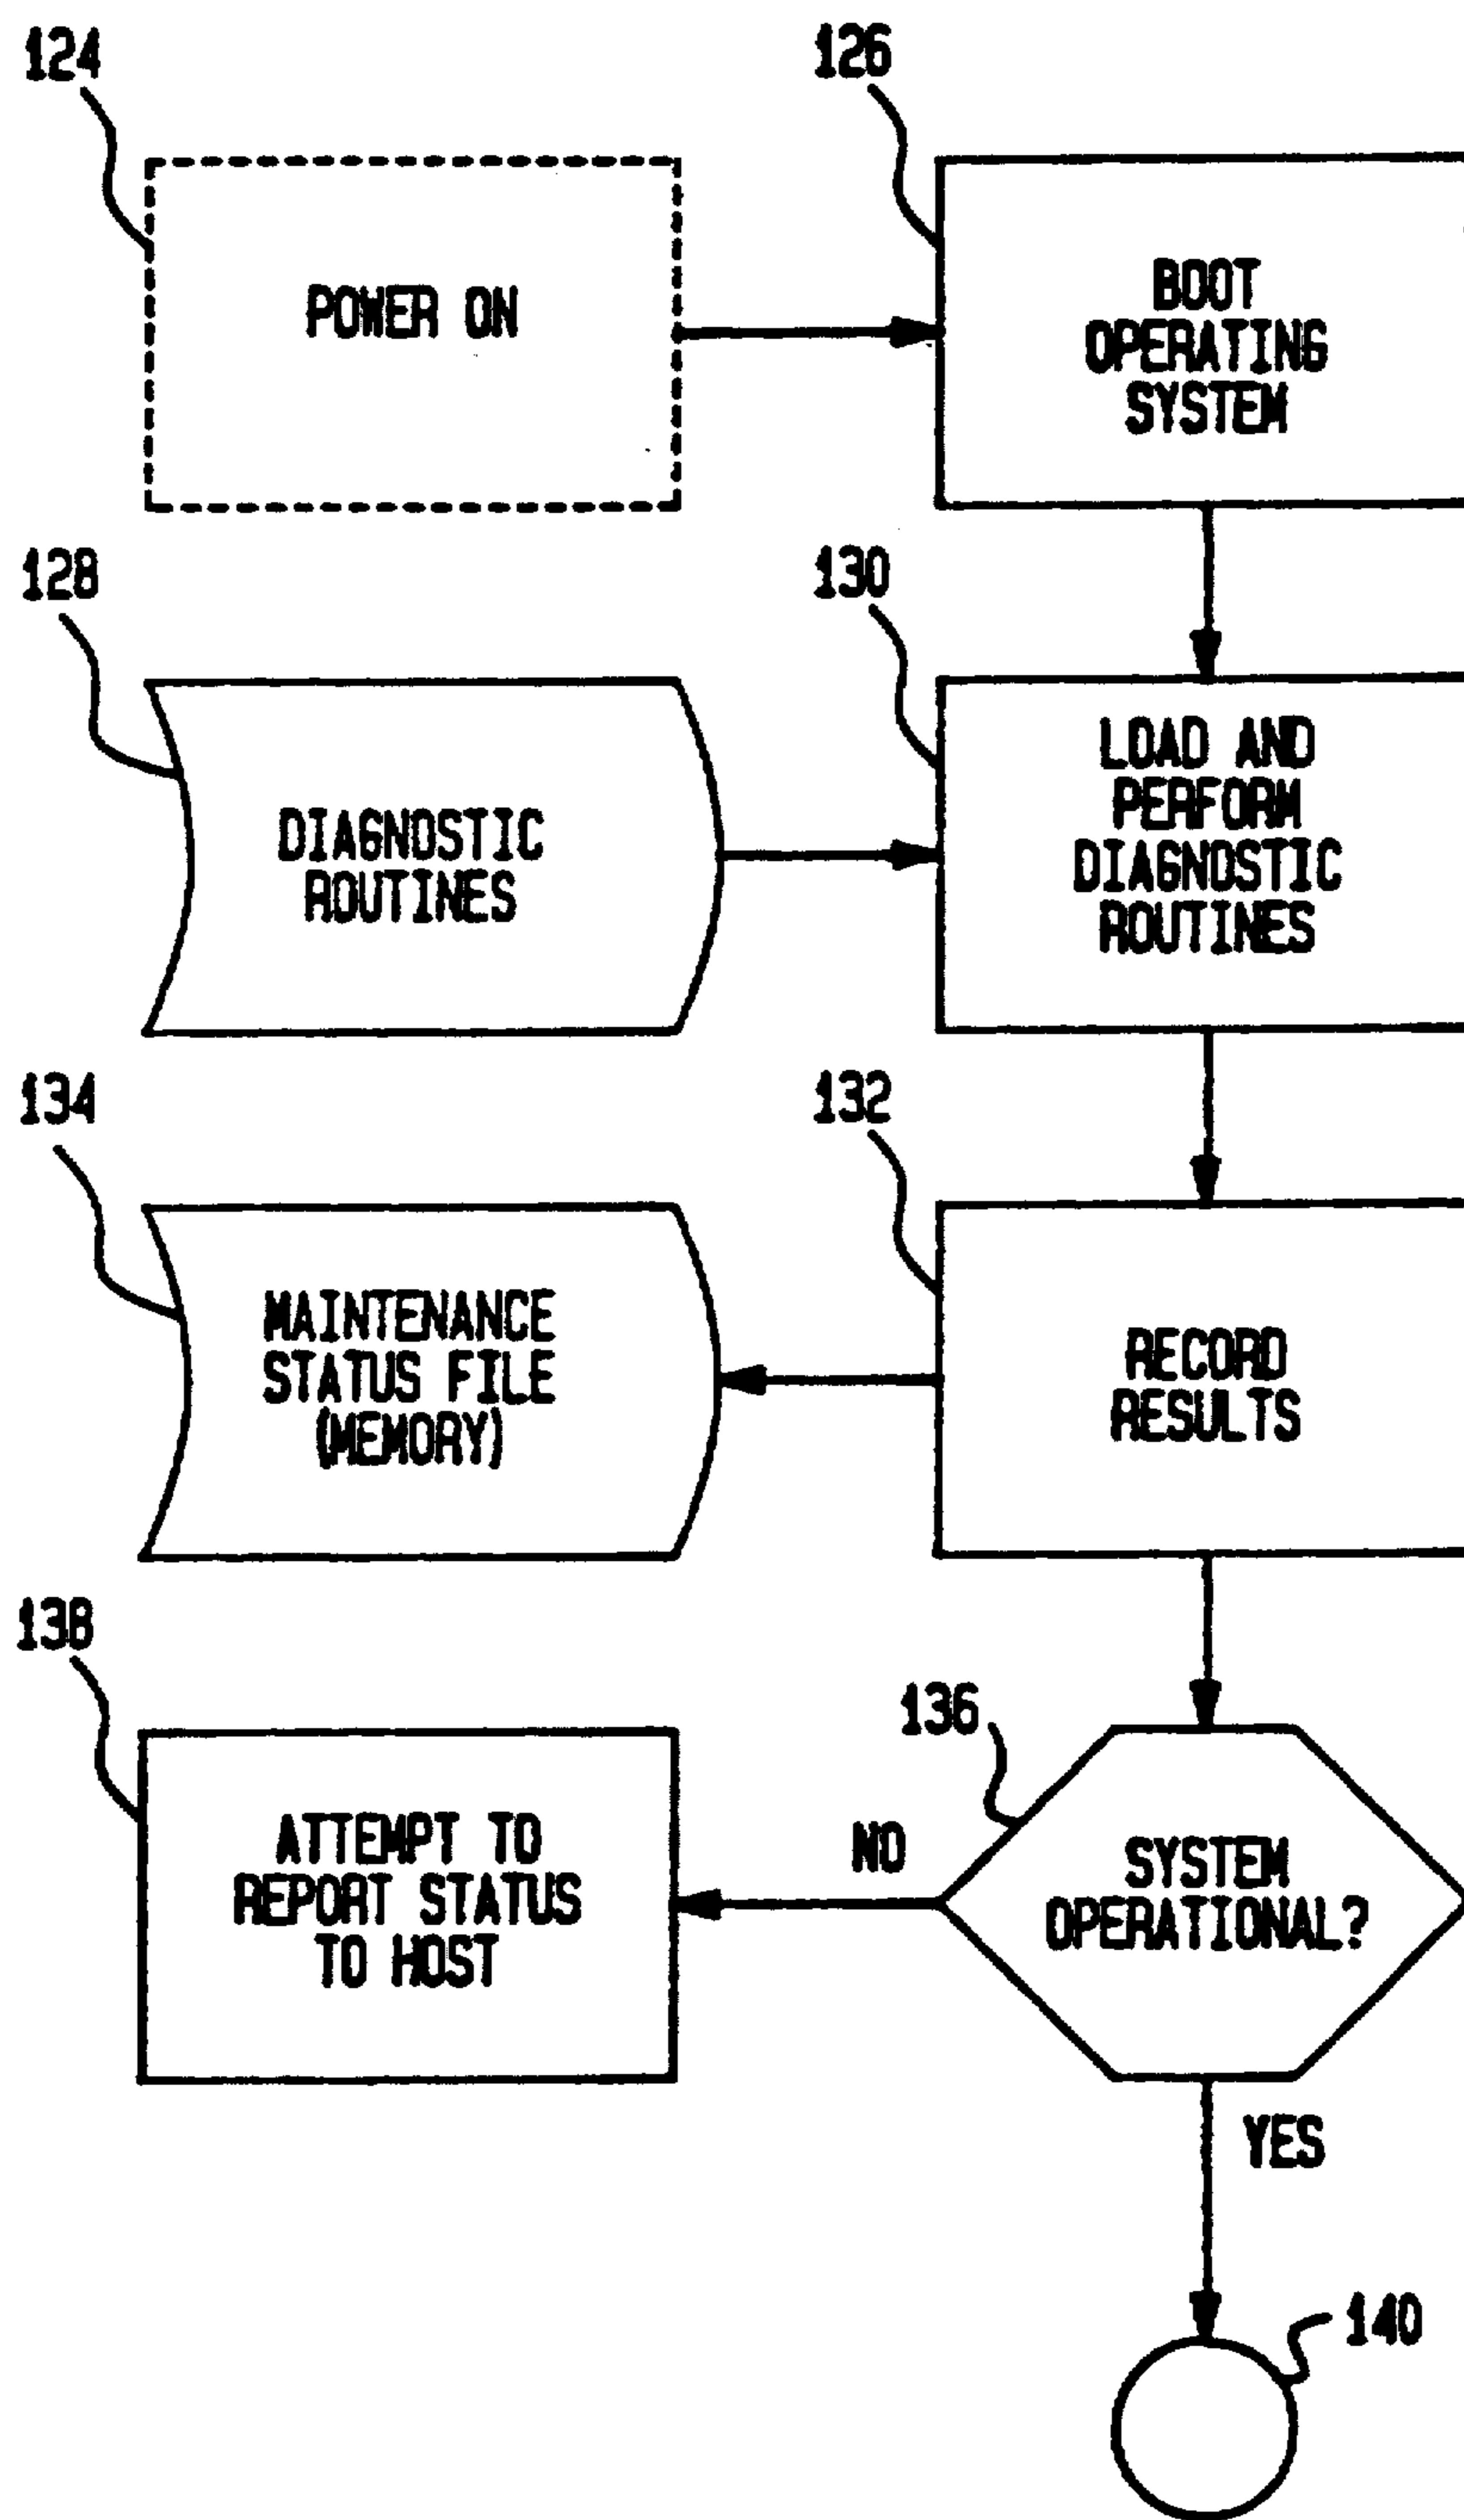 124
126
POWER ON
BOOT
OPERATING
SYSTEM
128
130
DIAGNOSTIC
ROUTINES
LOAD AND
PERFORM
DIAGNOSTIC
ROUTINES
134
132
MAINTENANCE
STATUS FILE
(MEMORY)
RECORD
RESULTS
138
136
ATTEMPT TO
REPORT STATUS
TO HOST
NO
SYSTEM
OPERATIONAL?
YES
140